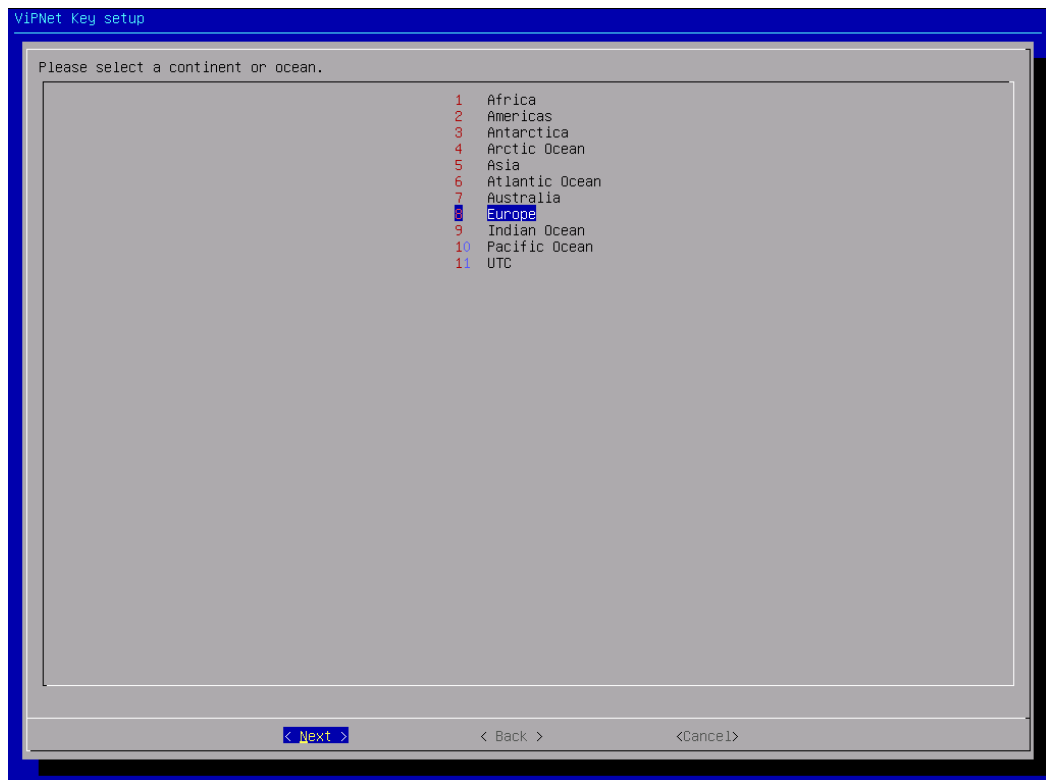 ViPNet Key setup
Please select a continent or ocean.
1 Africa
2 Americas
3 Antarctica
4 Arctic Ocean
5 Asia
6 Atlantic Ocean
7 Australia
8 Europe
9 Indian Ocean
10 Pacific Ocean
11 UTC
< Next > < Back > <Cancel>